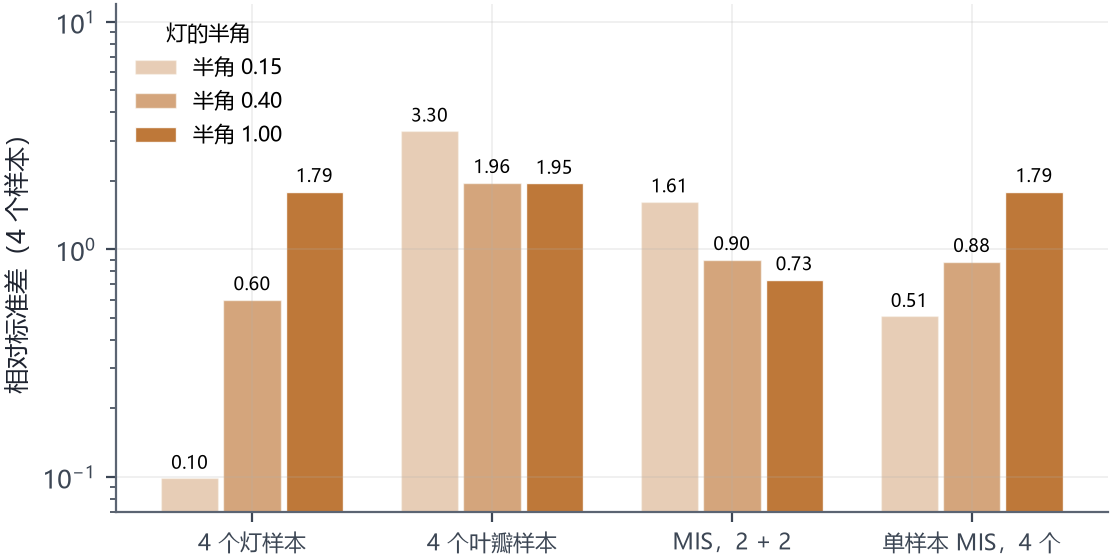 灯的半角
半角 0.15
半角 0.40
半角 1.00
相对标准差（4 个样本）
10¹
10⁰
10⁻¹
0.10
0.60
1.79
3.30
1.96
1.95
1.61
0.90
0.73
0.51
0.88
1.79
4 个灯样本
4 个叶瓣样本
MIS，2 + 2
单样本 MIS，4 个